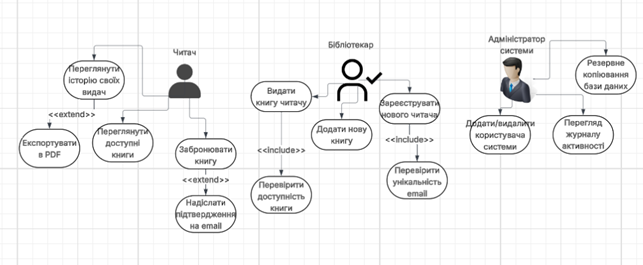 Читач
Переглянути
історію своїх
видач
<<extend>>
Експортувати
в PDF
Переглянути
доступні
книги
Забронювати
книгу
<<extend>>
Надіслати
підтвердження
на email
Бібліотекар
Видати
книгу читачу
<<include>>
Перевірити
доступність
книги
Додати нову
книгу
Зареєструвати
нового читача
<<include>>
Перевірити
унікальність
email
Адміністратор
системи
Резервне
копіювання
бази даних
Додати/видалити
користувача
системи
Перегляд
журналу
активності